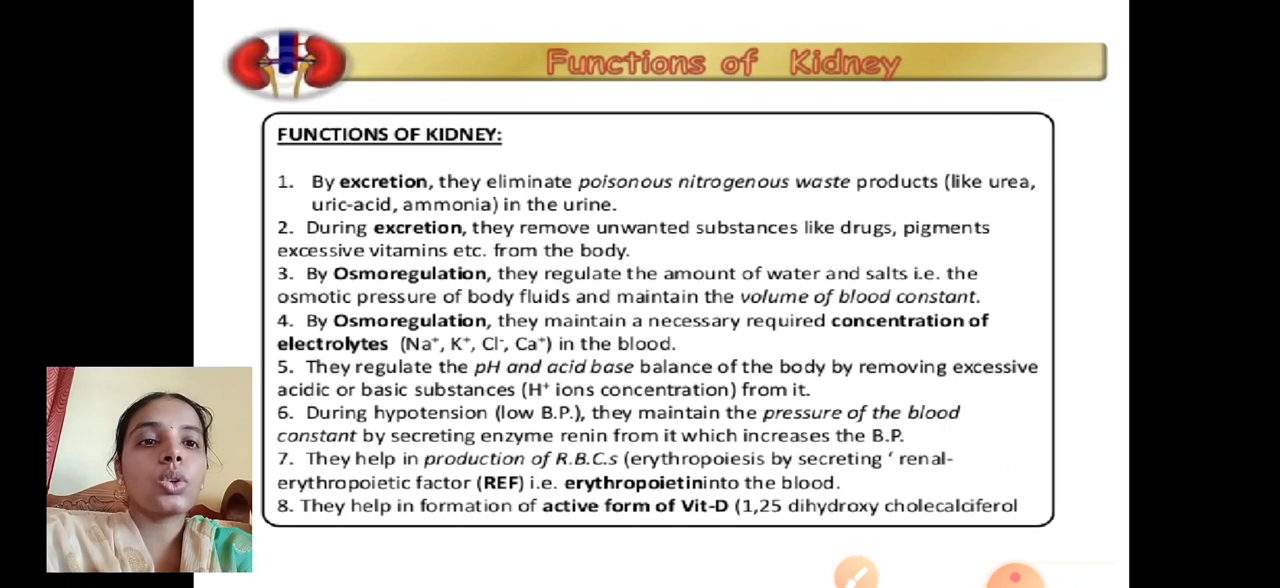 Functions of Kidney
FUNCTIONS OF KIDNEY:
1. By excretion, they eliminate poisonous nitrogenous waste products (like urea,
uric-acid, ammonia) in the urine.
2. During excretion, they remove unwanted substances like drugs, pigments
excessive vitamins etc. from the body.
3. By Osmoregulation, they regulate the amount of water and salts i.e. the
osmotic pressure of body fluids and maintain the volume of blood constant.
4. By Osmoregulation, they maintain a necessary required concentration of
electrolytes (Na⁺, K⁺, Cl⁻, Ca⁺) in the blood.
5. They regulate the pH and acid base balance of the body by removing excessive
acidic or basic substances (H⁺ ions concentration) from it.
6. During hypotension (low B.P.), they maintain the pressure of the blood
constant by secreting enzyme renin from it which increases the B.P.
7. They help in production of R.B.C.s (erythropoiesis by secreting ‘ renal-
erythropoietic factor (REF) i.e. erythropoietininto the blood.
8. They help in formation of active form of Vit-D (1,25 dihydroxy cholecalciferol